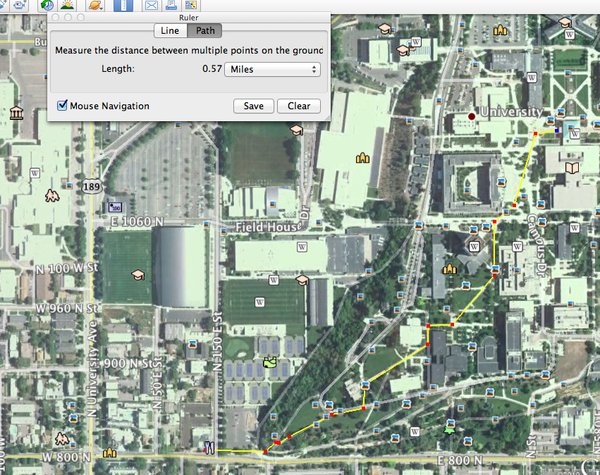 Ruler
Line Path
Measure the distance between multiple points on the ground
Length: 0.57 Miles
Mouse Navigation Save Clear
University
189
E 1060 N
Field House Dr
Campus Dr
N 100 W St
W 960 N St
N University Ave
N 150 E St
E 900 N St
N 50 E St
W 800 N
E 800 N